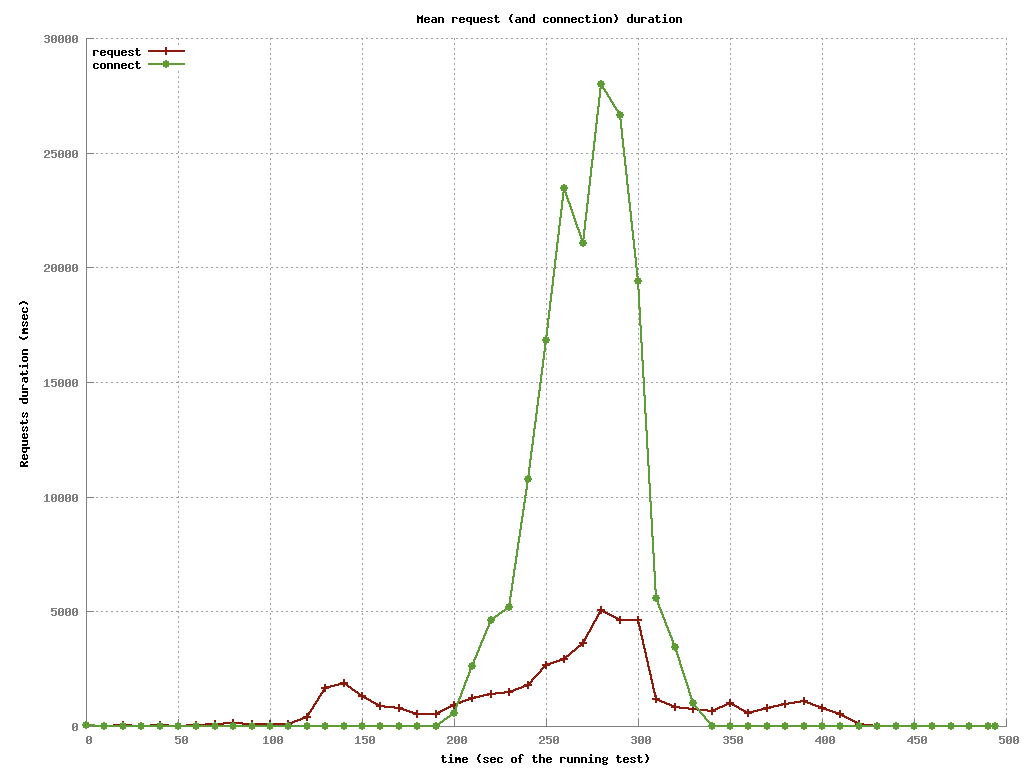 Mean request (and connection) duration
30000
request
connect
25000
20000
15000
10000
5000
0
Requests duration (msec)
0 50 100 150 200 250 300 350 400 450 500
time (sec of the running test)